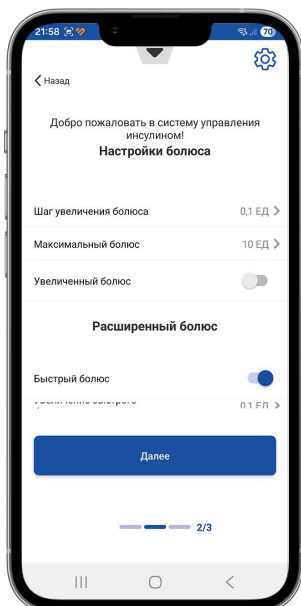 21:58
70
Назад
Добро пожаловать в систему управления
инсулином!
Настройки болюса
Шаг увеличения болюса 0,1 ЕД
Максимальный болюс 10 ЕД
Увеличенный болюс
Расширенный болюс
Быстрый болюс
0,1 ЕД
Далее
2/3